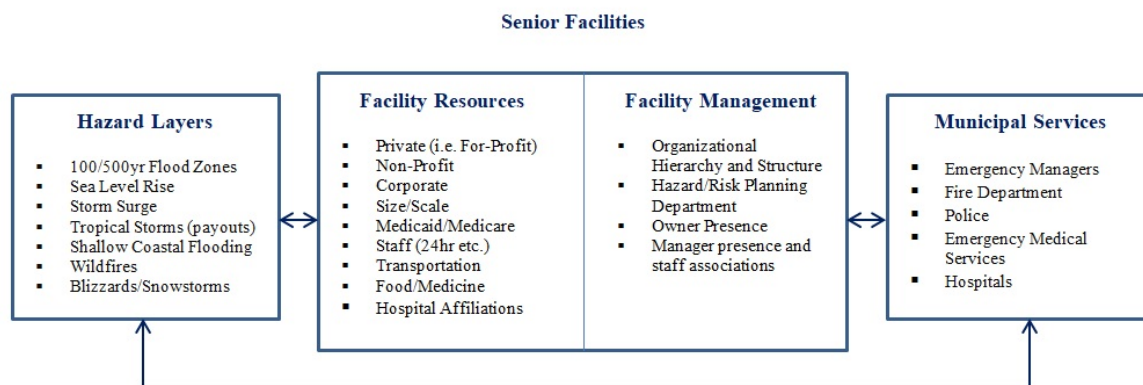 Senior Facilities
Hazard Layers
▪ 100/500yr Flood Zones
▪ Sea Level Rise
▪ Storm Surge
▪ Tropical Storms (payouts)
▪ Shallow Coastal Flooding
▪ Wildfires
▪ Blizzards/Snowstorms
Facility Resources
▪ Private (i.e. For-Profit)
▪ Non-Profit
▪ Corporate
▪ Size/Scale
▪ Medicaid/Medicare
▪ Staff (24hr etc.)
▪ Transportation
▪ Food/Medicine
▪ Hospital Affiliations
Facility Management
▪ Organizational
Hierarchy and Structure
▪ Hazard/Risk Planning
Department
▪ Owner Presence
▪ Manager presence and
staff associations
Municipal Services
▪ Emergency Managers
▪ Fire Department
▪ Police
▪ Emergency Medical
Services
▪ Hospitals